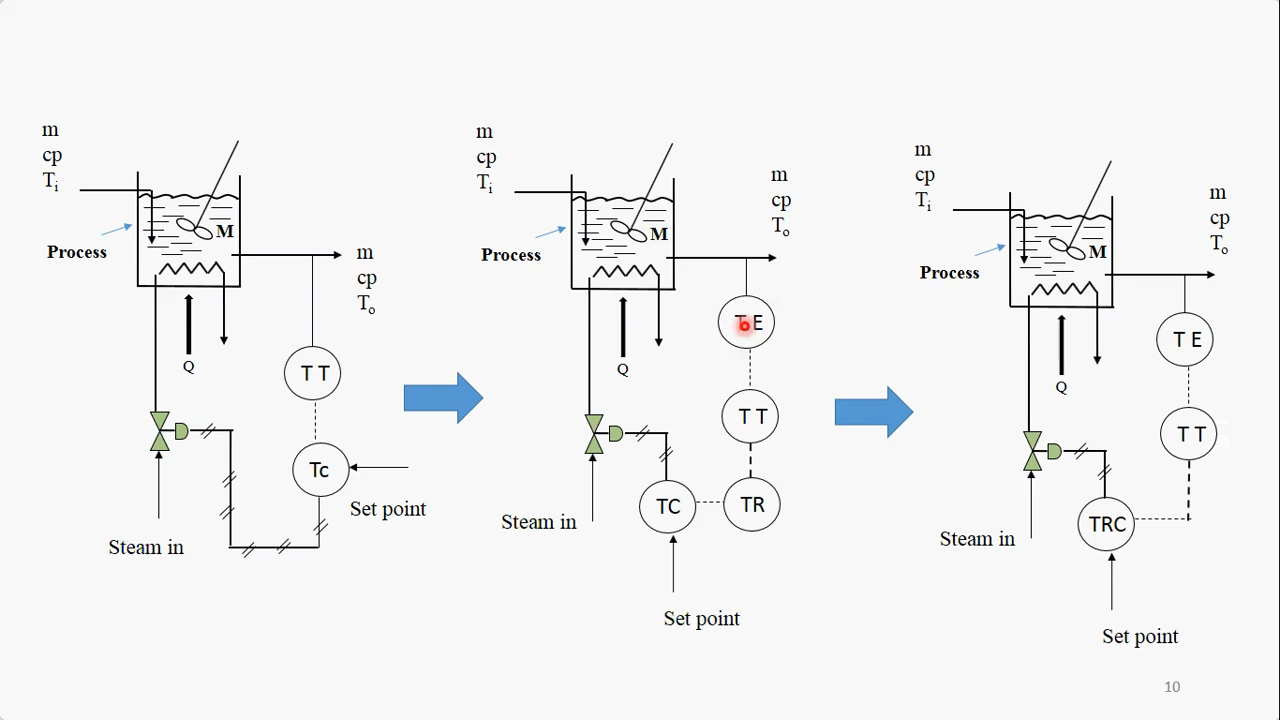 m
cp
Ti
Process
M
m
cp
To
Q
T T
Tc
Set point
Steam in
m
cp
Ti
Process
M
m
cp
To
Q
T E
T T
TC
TR
Steam in
Set point
m
cp
Ti
Process
M
m
cp
To
Q
T E
T T
TRC
Steam in
Set point
10